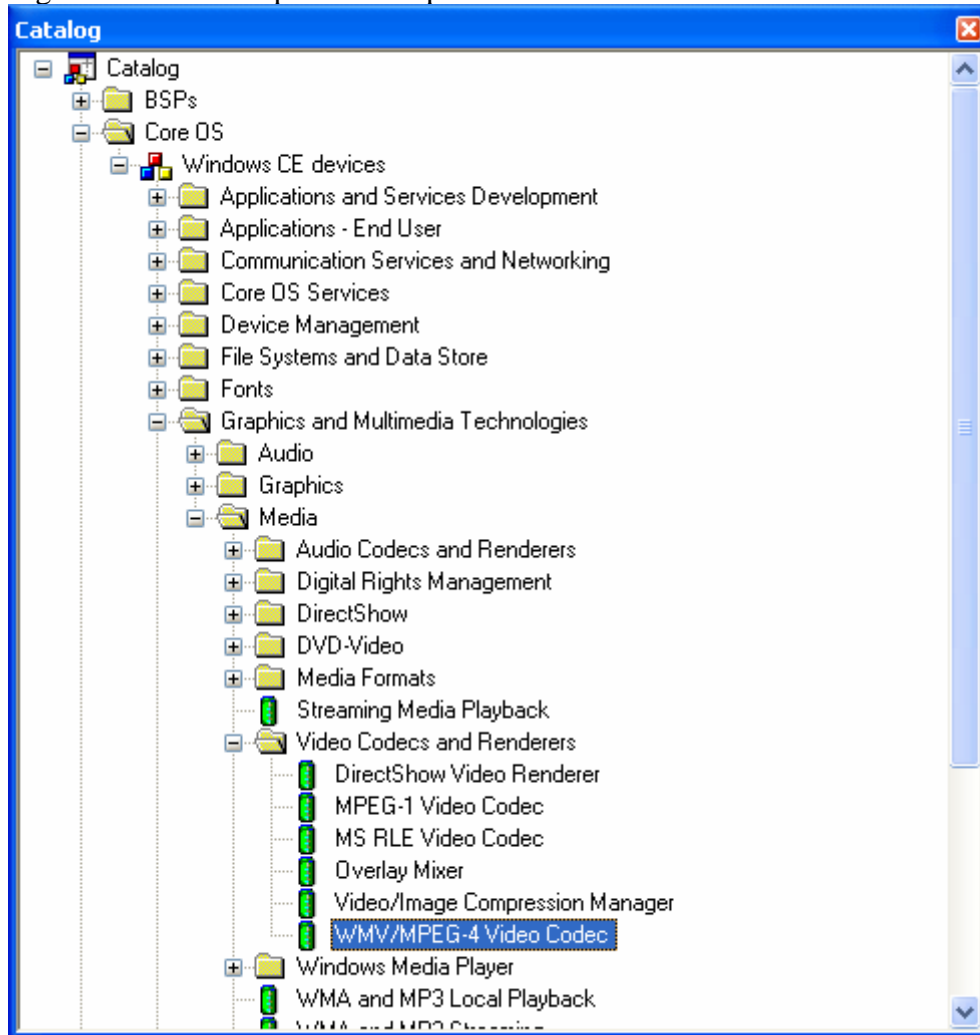 Catalog
Catalog
BSPs
Core OS
Windows CE devices
Applications and Services Development
Applications - End User
Communication Services and Networking
Core OS Services
Device Management
File Systems and Data Store
Fonts
Graphics and Multimedia Technologies
Audio
Graphics
Media
Audio Codecs and Renderers
Digital Rights Management
DirectShow
DVD-Video
Media Formats
Streaming Media Playback
Video Codecs and Renderers
DirectShow Video Renderer
MPEG-1 Video Codec
MS RLE Video Codec
Overlay Mixer
Video/Image Compression Manager
WMV/MPEG-4 Video Codec
Windows Media Player
WMA and MP3 Local Playback
WMA and MP3 Streaming